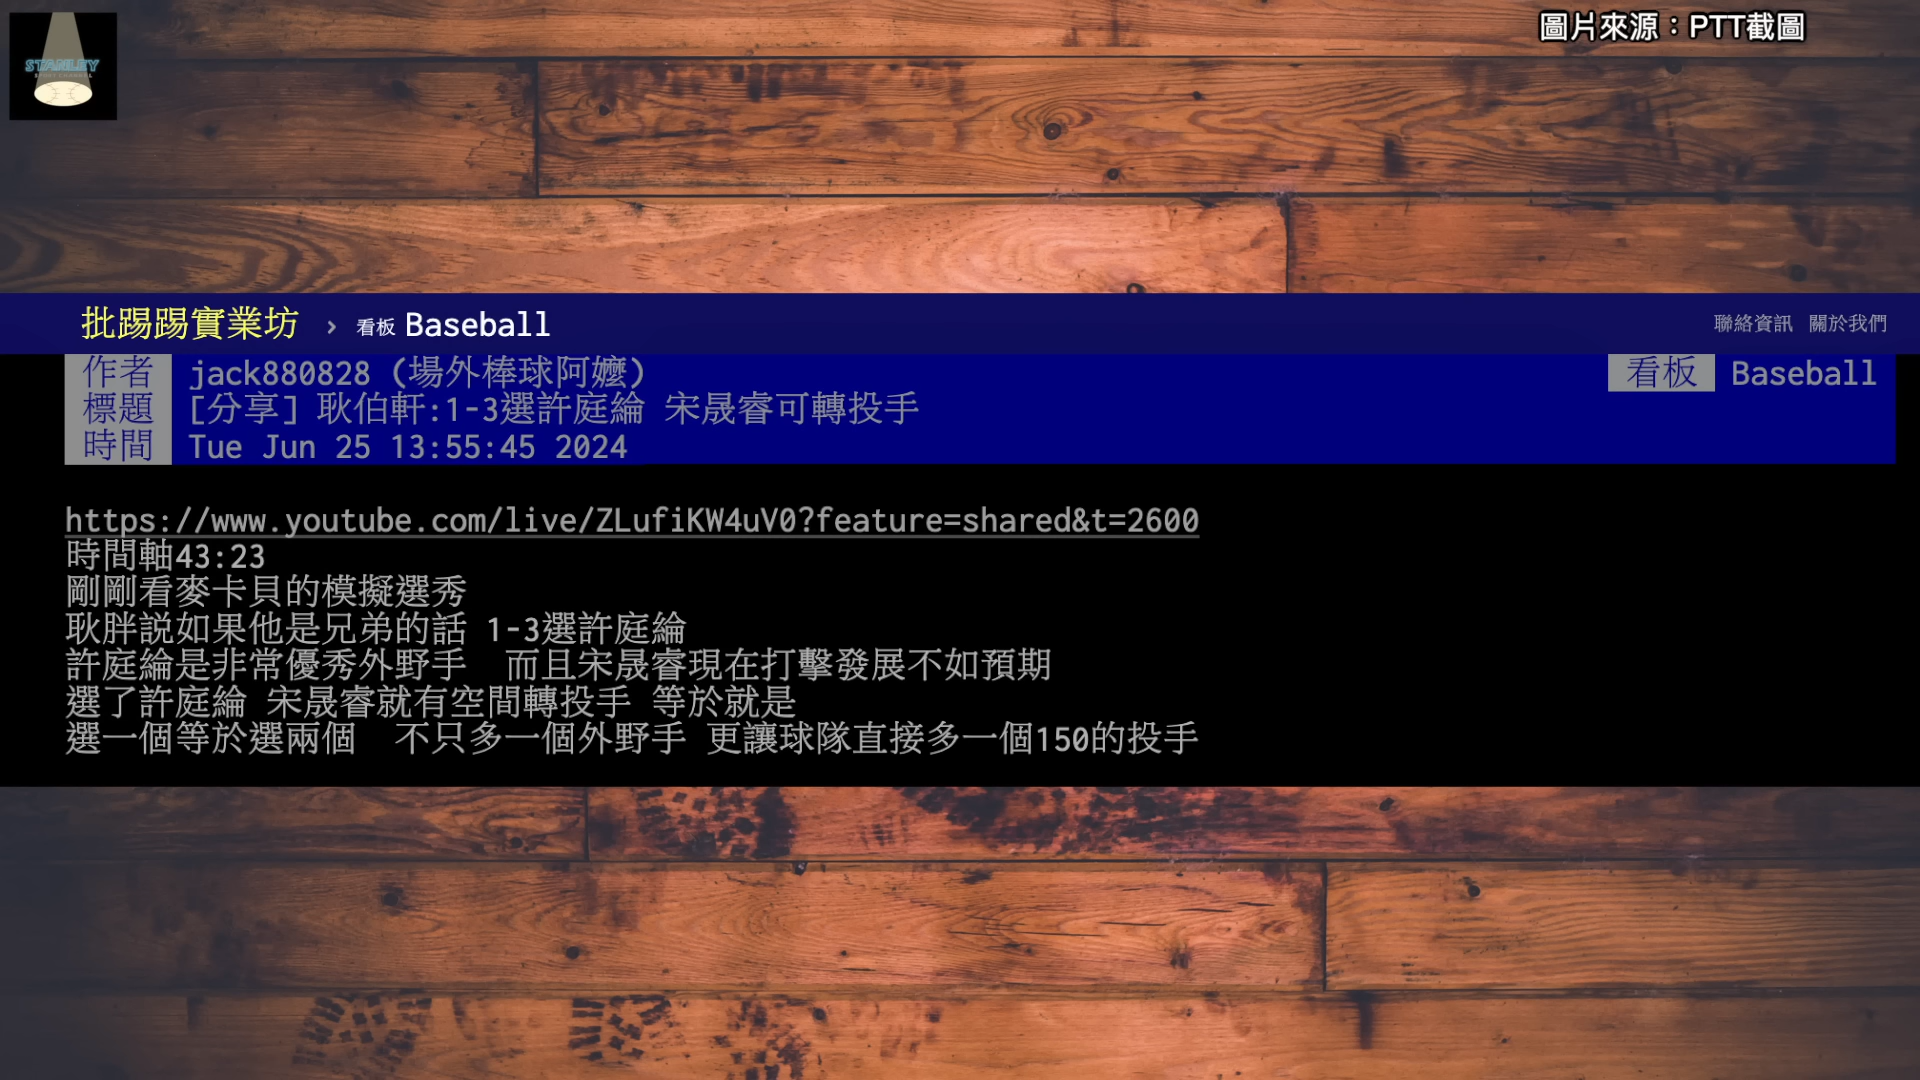 STANLEY
圖片來源：PTT截圖
批踢踢實業坊 › 看板 Baseball
聯絡資訊 關於我們
作者 jack880828 (場外棒球阿嬤)
看板 Baseball
標題 [分享] 耿伯軒:1-3選許庭綸 宋晟睿可轉投手
時間 Tue Jun 25 13:55:45 2024
https://www.youtube.com/live/ZLufiKW4uV0?feature=shared&t=2600
時間軸43:23
剛剛看麥卡貝的模擬選秀
耿胖説如果他是兄弟的話 1-3選許庭綸
許庭綸是非常優秀外野手 而且宋晟睿現在打擊發展不如預期
選了許庭綸 宋晟睿就有空間轉投手 等於就是
選一個等於選兩個 不只多一個外野手 更讓球隊直接多一個150的投手